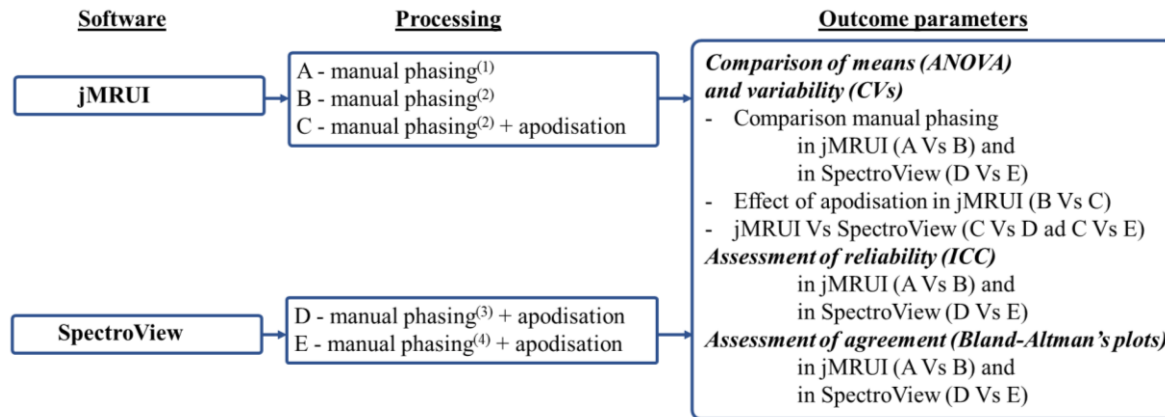 Software
Processing
Outcome parameters
jMRUI
A - manual phasing(1)
B - manual phasing(2)
C - manual phasing(2) + apodisation
SpectroView
D - manual phasing(3) + apodisation
E - manual phasing(4) + apodisation
Comparison of means (ANOVA)
and variability (CVs)
- Comparison manual phasing
in jMRUI (A Vs B) and
in SpectroView (D Vs E)
- Effect of apodisation in jMRUI (B Vs C)
- jMRUI Vs SpectroView (C Vs D ad C Vs E)
Assessment of reliability (ICC)
in jMRUI (A Vs B) and
in SpectroView (D Vs E)
Assessment of agreement (Bland-Altman's plots)
in jMRUI (A Vs B) and
in SpectroView (D Vs E)